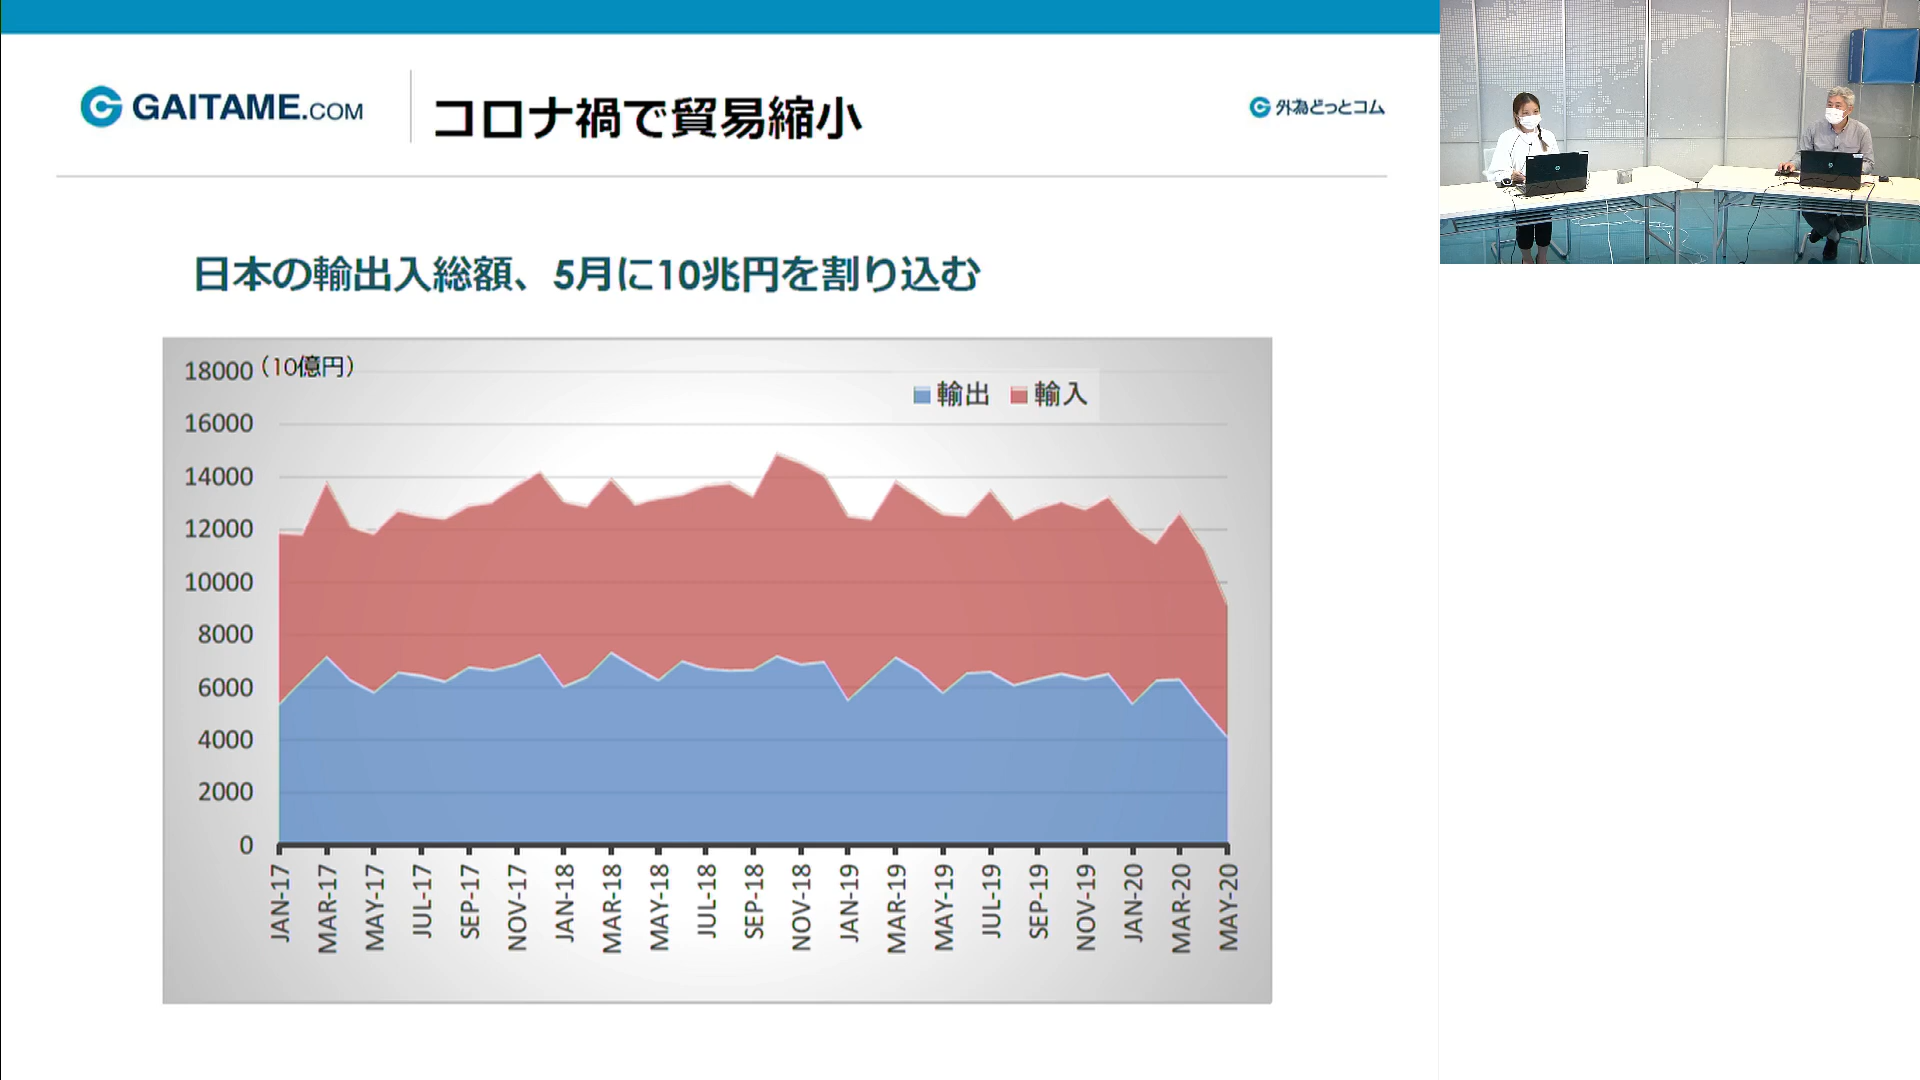 GAITAME.COM
コロナ禍で貿易縮小
外為どっとコム
日本の輸出入総額、5月に10兆円を割り込む
18000
(10億円)
輸出 輸入
16000
14000
12000
10000
8000
6000
4000
2000
0
JAN-17
MAR-17
MAY-17
JUL-17
SEP-17
NOV-17
JAN-18
MAR-18
MAY-18
JUL-18
SEP-18
NOV-18
JAN-19
MAR-19
MAY-19
JUL-19
SEP-19
NOV-19
JAN-20
MAR-20
MAY-20